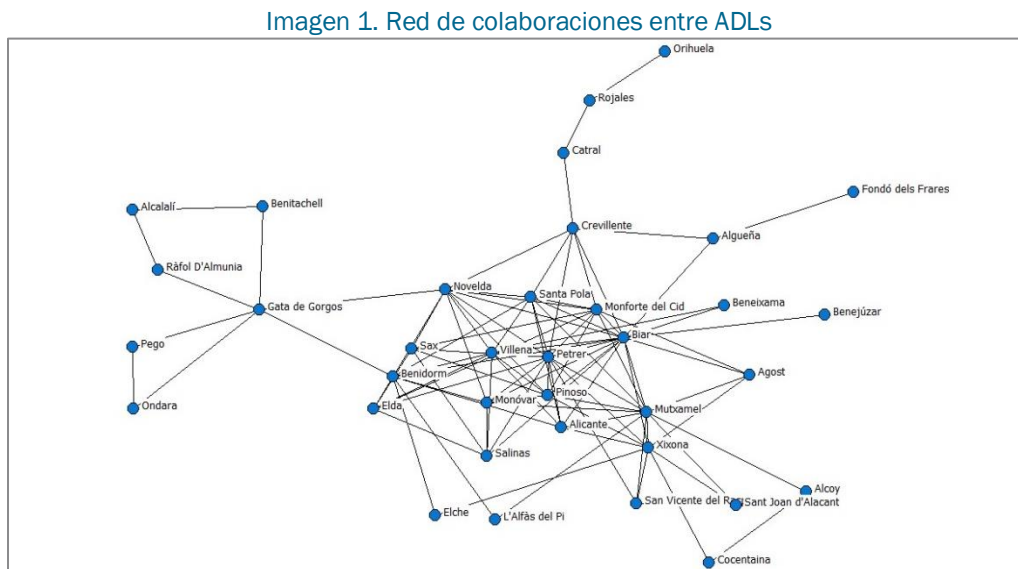 Imagen 1. Red de colaboraciones entre ADLs
Orihuela
Rojales
Catral
Fondó dels Frares
Alcalalí
Benitachell
Crevillente
Algueña
Ràfol D'Almunia
Novelda
Santa Pola
Gata de Gorgos
Monforte del Cid
Beneixama
Benejúzar
Biar
Pego
Sax
Villena
Petrer
Benidorm
Agost
Pinoso
Ondara
Elda
Monóvar
Mutxamel
Alicante
Xixona
Salinas
Alcoy
San Vicente del
Sant Joan d'Alacant
Elche
L'Alfàs del Pi
Cocentaina